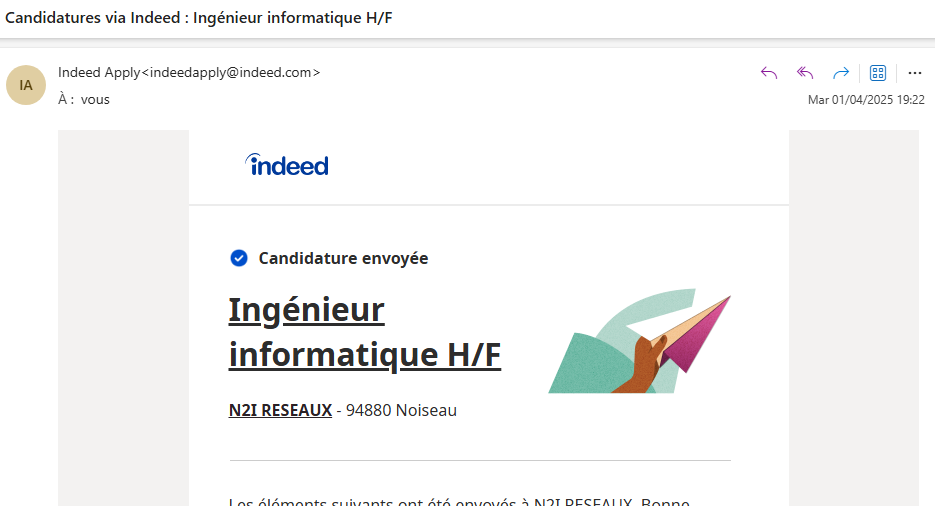 Candidatures via Indeed : Ingénieur informatique H/F
IA
Indeed Apply<indeedapply@indeed.com>
À : vous
Mar 01/04/2025 19:22
indeed
Candidature envoyée
Ingénieur
informatique H/F
N2I RESEAUX - 94880 Noiseau
Les éléments suivants ont été envoyés à N2I RESEAUX. Bonne